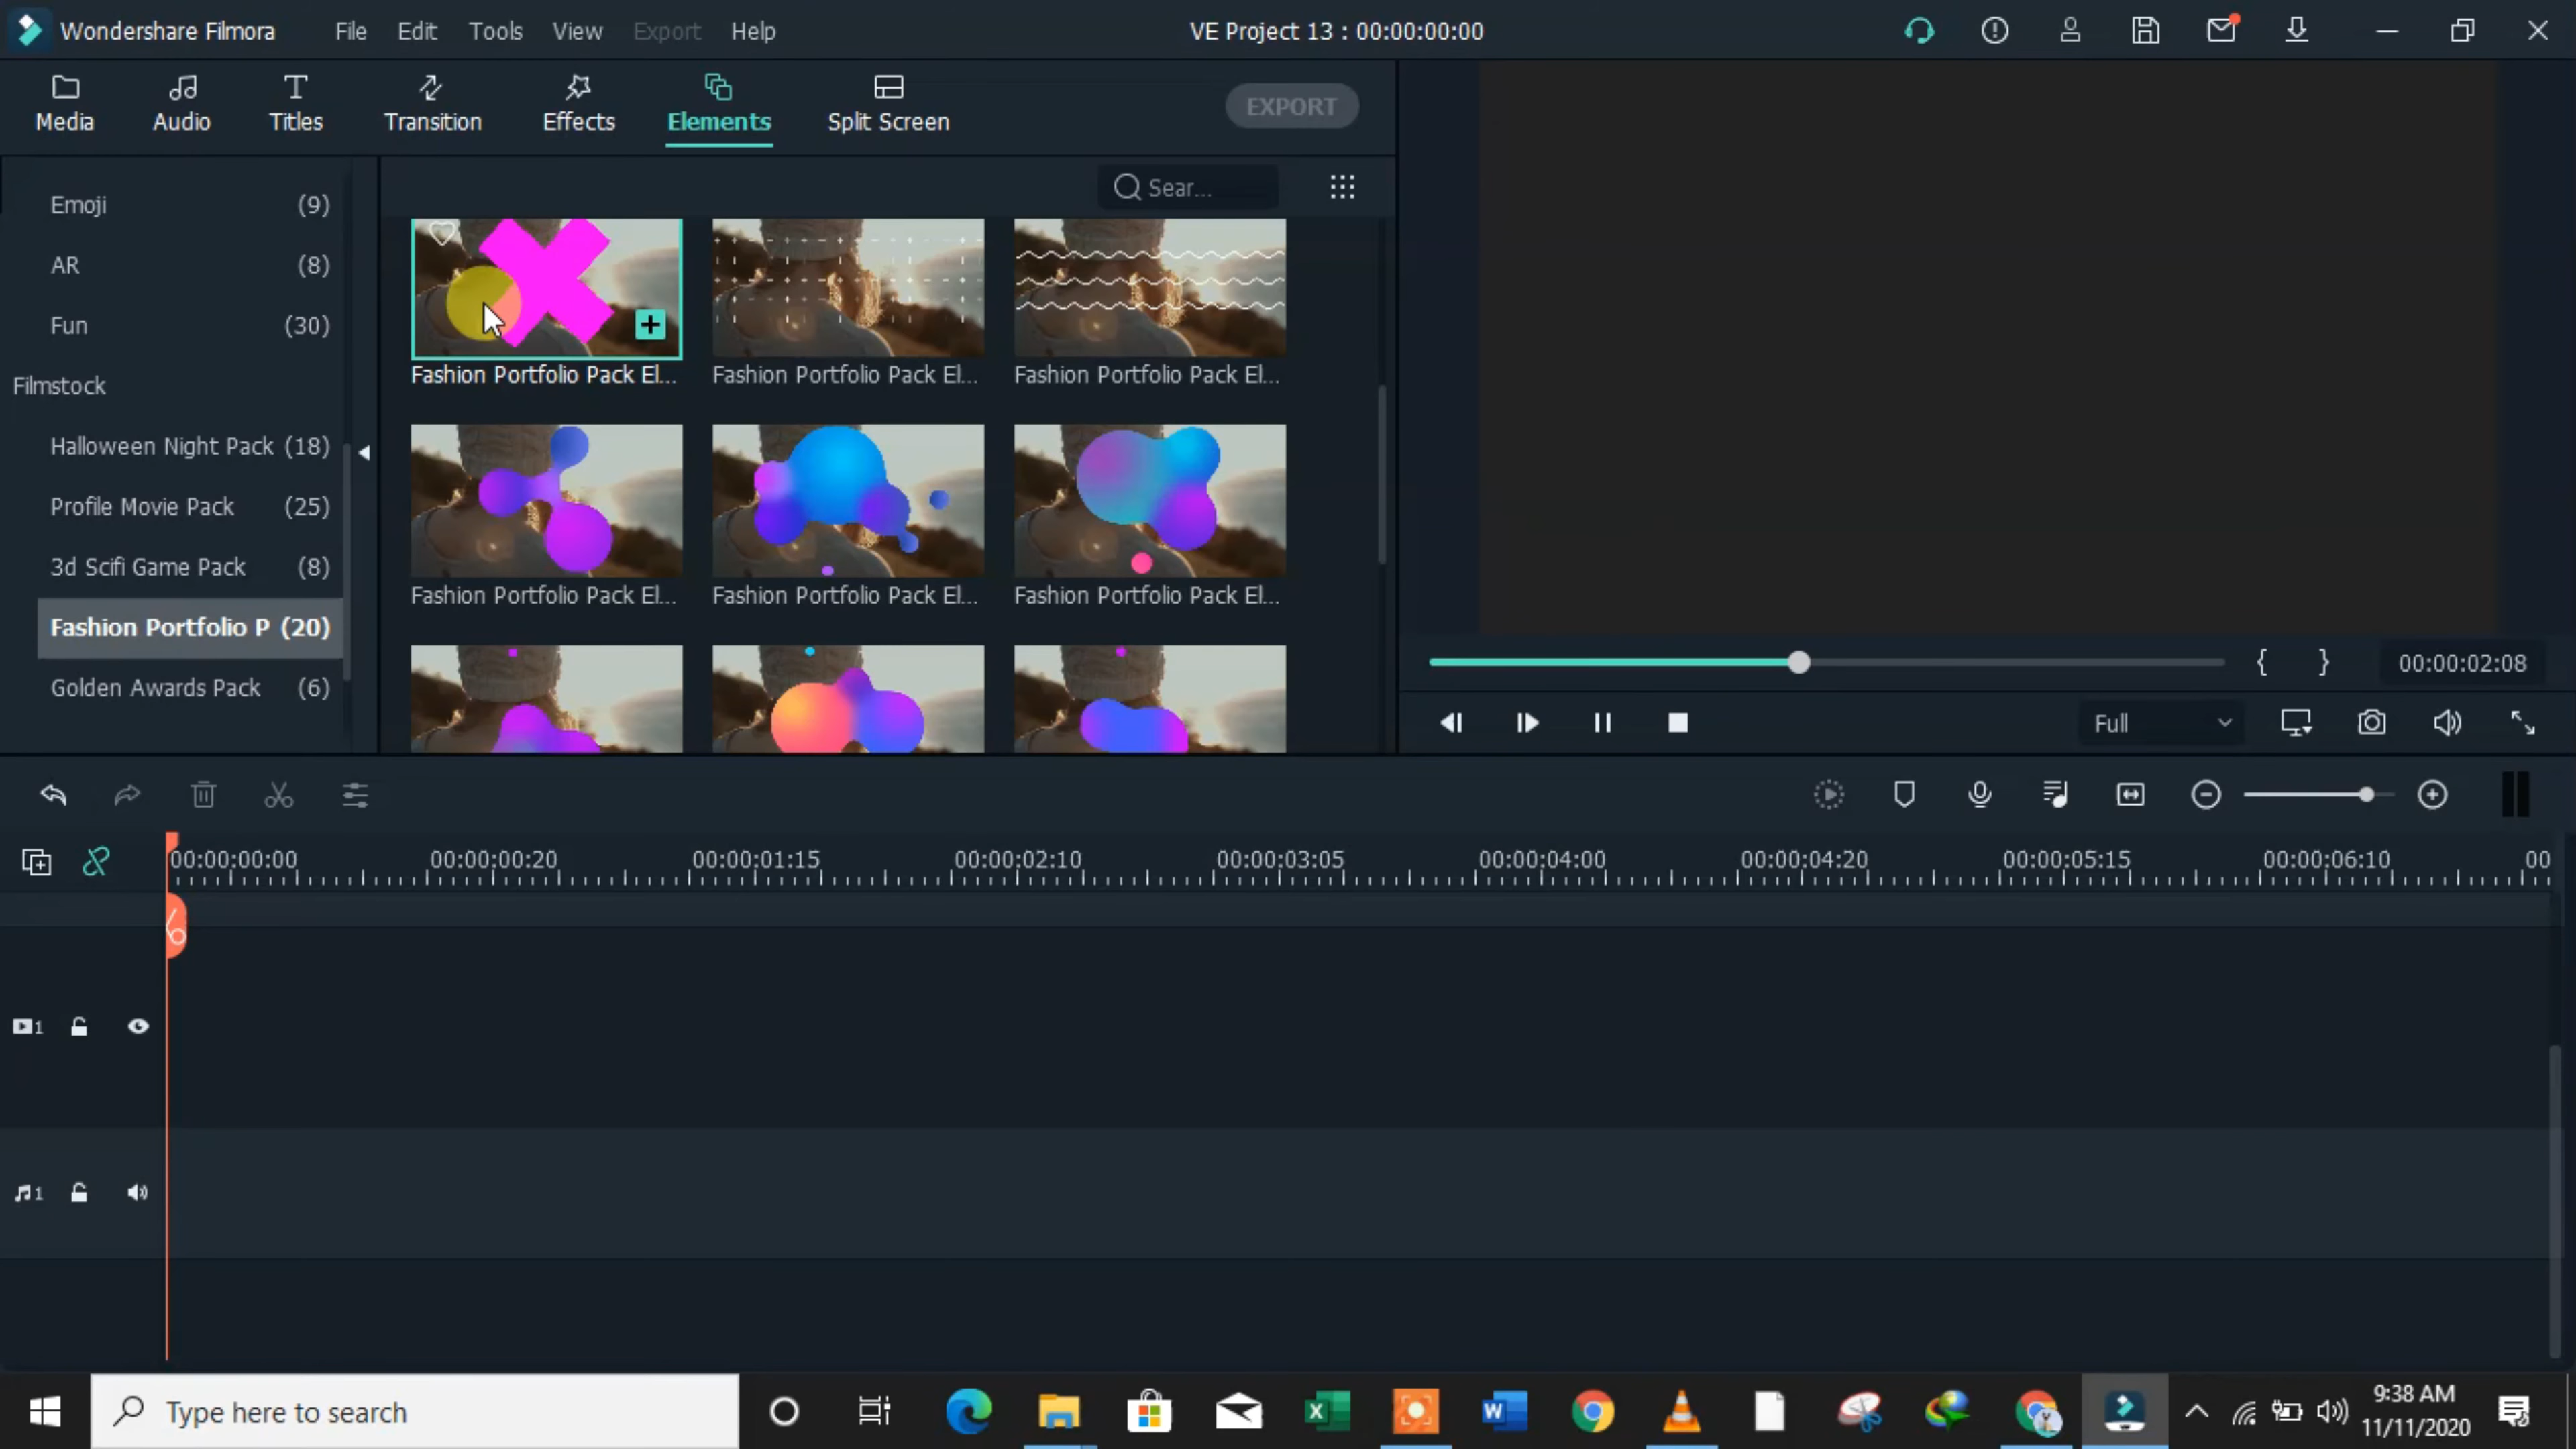 Wondershare Filmora File Edit Tools View Export Help VE Project 13 : 00:00:00:00
Media Audio Titles Transition Effects Elements Split Screen EXPORT
Sear...
Emoji (9)
AR (8)
Fun (30)
Filmstock
Halloween Night Pack (18)
Profile Movie Pack (25)
3d Scifi Game Pack (8)
Fashion Portfolio P (20)
Golden Awards Pack (6)
Fashion Portfolio Pack El... Fashion Portfolio Pack El... Fashion Portfolio Pack El...
Fashion Portfolio Pack El... Fashion Portfolio Pack El... Fashion Portfolio Pack El...
{ } 00:00:02:08
Full
00:00:00:00 00:00:00:20 00:00:01:15 00:00:02:10 00:00:03:05 00:00:04:00 00:00:04:20 00:00:05:15 00:00:06:10 00
1
1
Type here to search
9:38 AM
11/11/2020